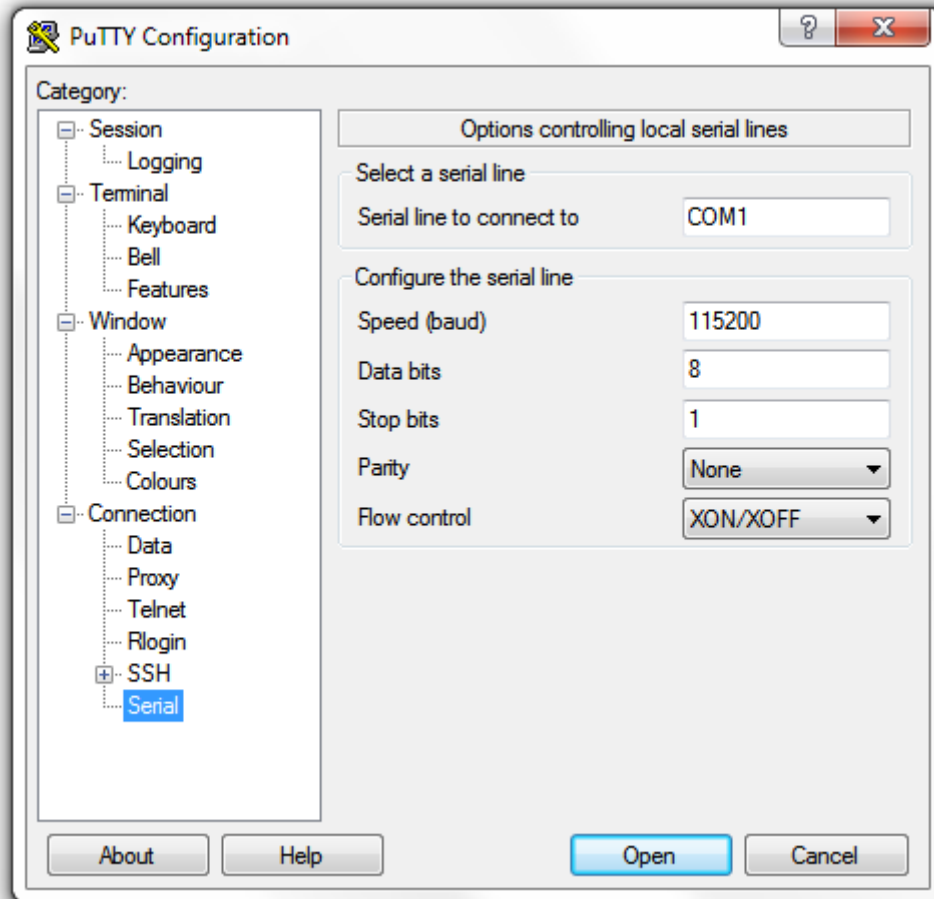 PuTTY Configuration
Category:
Session
Logging
Terminal
Keyboard
Bell
Features
Window
Appearance
Behaviour
Translation
Selection
Colours
Connection
Data
Proxy
Telnet
Rlogin
SSH
Serial
Options controlling local serial lines
Select a serial line
Serial line to connect to COM1
Configure the serial line
Speed (baud) 115200
Data bits 8
Stop bits 1
Parity None
Flow control XON/XOFF
About Help Open Cancel